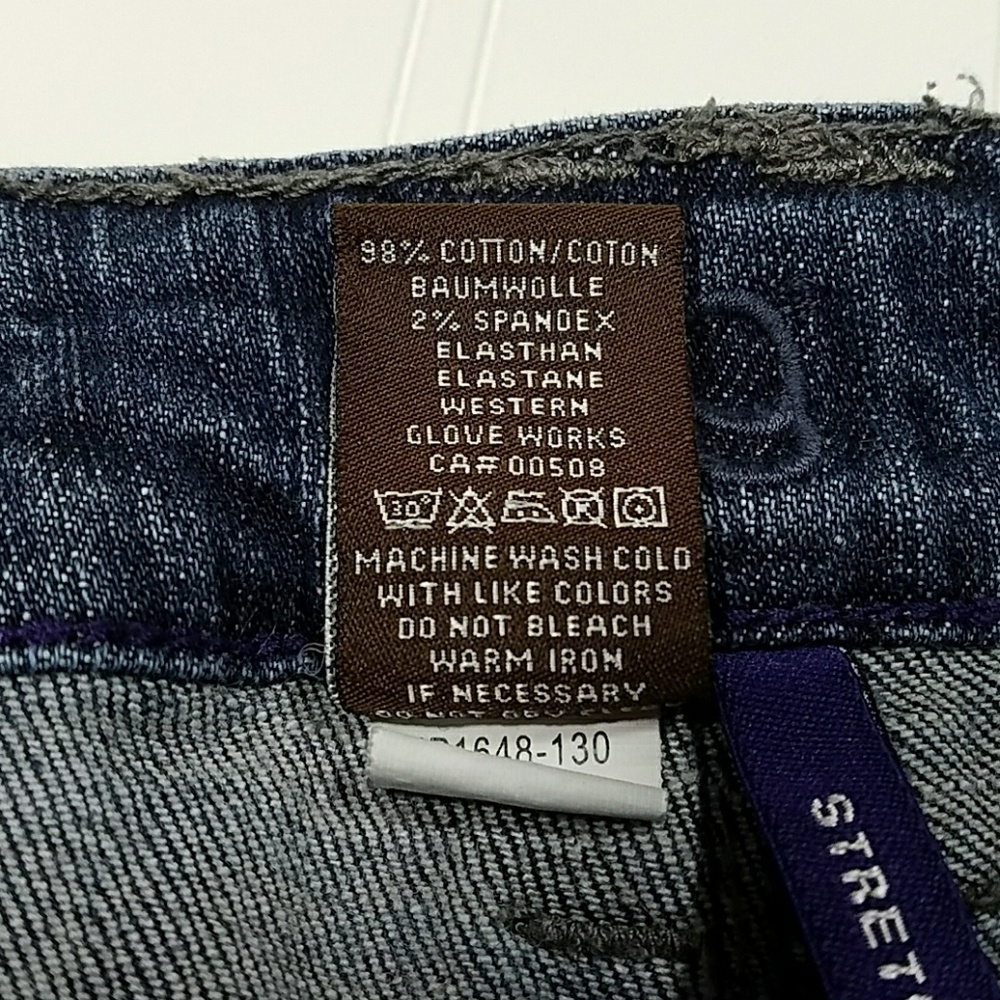 98% COTTON/COTON
BAUMWOLLE
2% SPANDEX
ELASTHAN
ELASTANE
WESTERN
GLOVE WORKS
CA#00508
30°
MACHINE WASH COLD
WITH LIKE COLORS
DO NOT BLEACH
WARM IRON
IF NECESSARY
1648-130
STRET